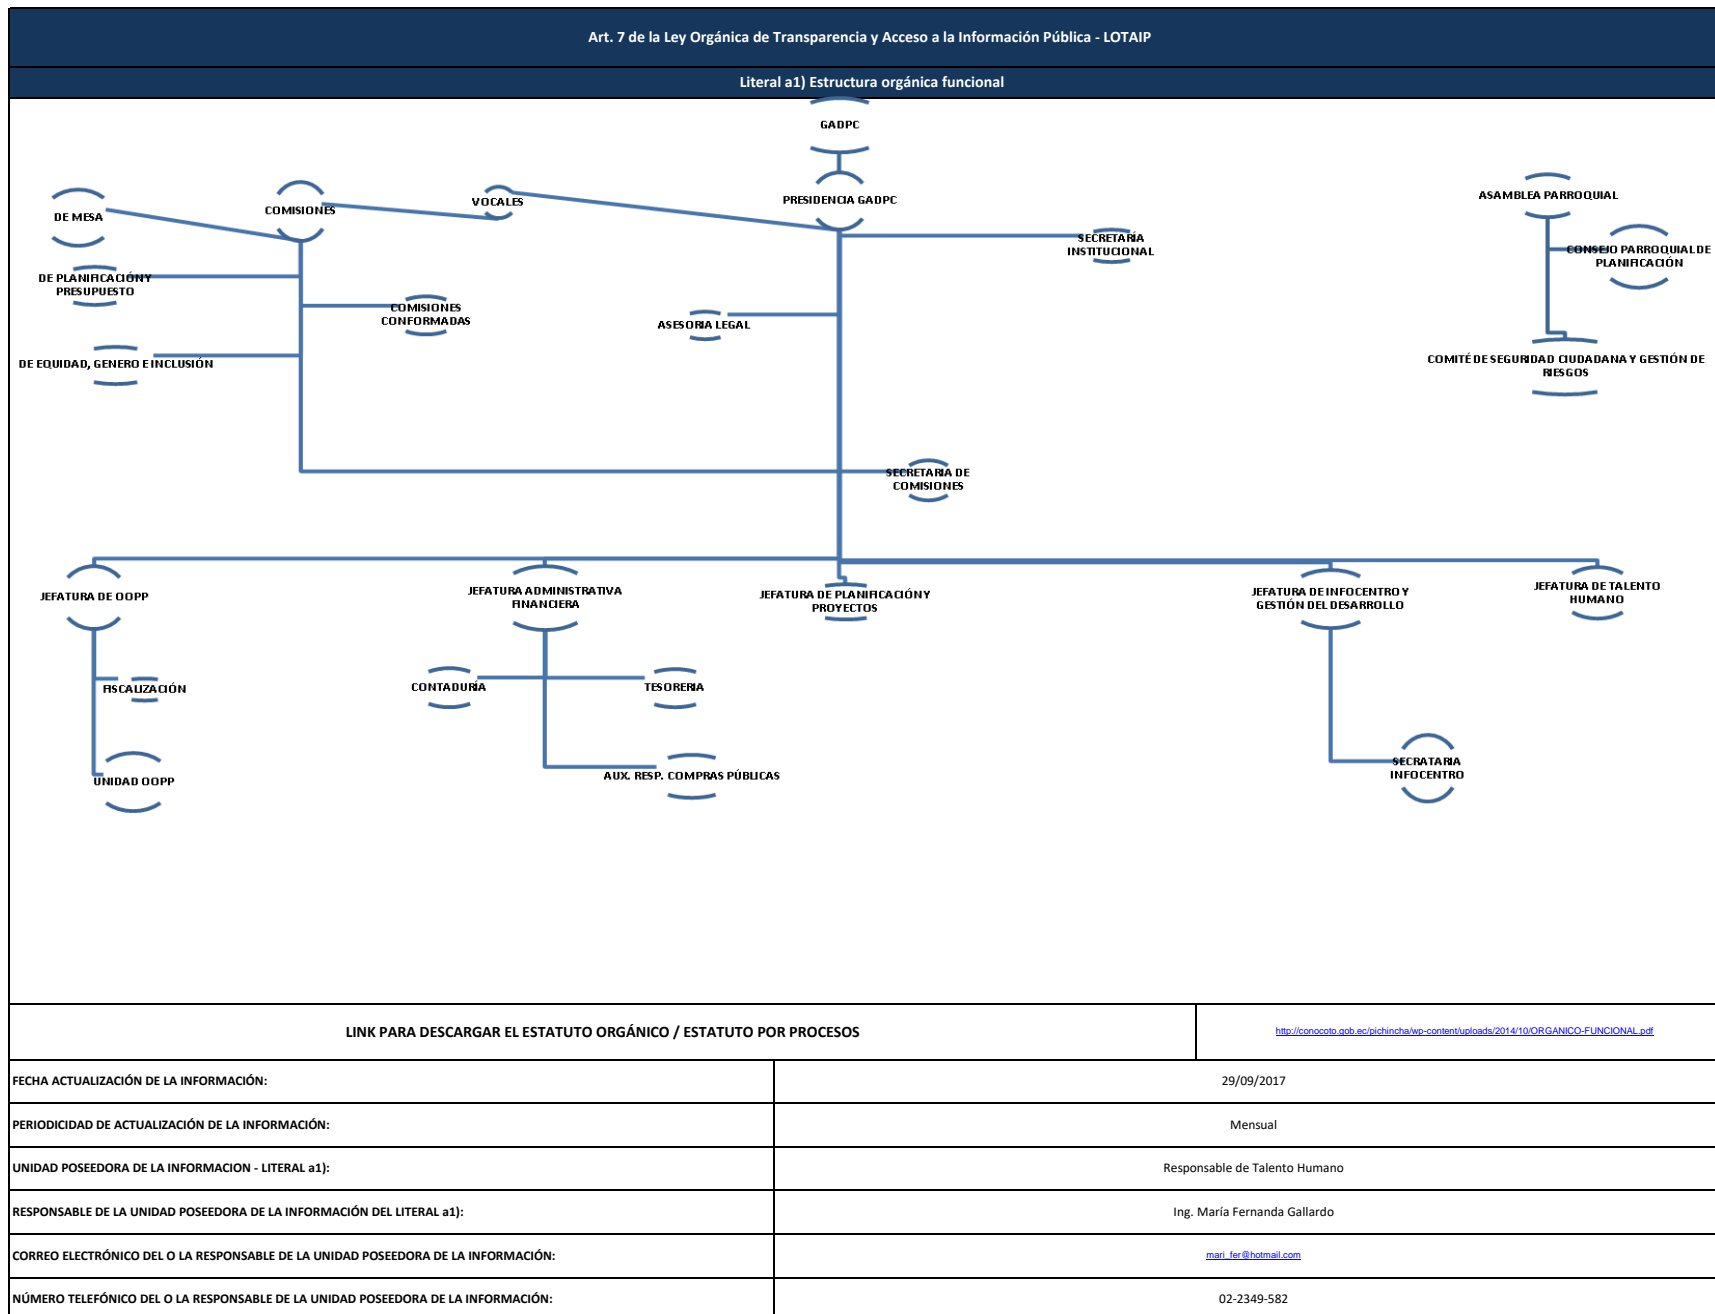 Art. 7 de la Ley Orgánica de Transparencia y Acceso a la Información Pública - LOTAIP
Literal a1) Estructura orgánica funcional
GADPC
PRESIDENCIA GADPC
VOCALES
COMISIONES
DE MESA
DE PLANIFICACIÓN Y
PRESUPUESTO
COMISIONES
CONFORMADAS
DE EQUIDAD, GENERO E INCLUSIÓN
SECRETARÍA
INSTITUCIONAL
ASESORIA LEGAL
SECRETARIA DE
COMISIONES
ASAMBLEA PARROQUIAL
CONSEJO PARROQUIAL DE
PLANIFICACIÓN
COMITÉ DE SEGURIDAD CIUDADANA Y GESTIÓN DE
RIESGOS
JEFATURA DE OOPP
JEFATURA ADMINISTRATIVA
FINANCIERA
JEFATURA DE PLANIFICACIÓN Y
PROYECTOS
JEFATURA DE INFOCENTRO Y
GESTIÓN DEL DESARROLLO
JEFATURA DE TALENTO
HUMANO
FISCALIZACIÓN
UNIDAD OOPP
CONTADURÍA
TESORERIA
AUX. RESP. COMPRAS PÚBLICAS
SECRATARIA
INFOCENTRO
LINK PARA DESCARGAR EL ESTATUTO ORGÁNICO / ESTATUTO POR PROCESOS
http://conocoto.gob.ec/pichincha/wp-content/uploads/2014/10/ORGANICO-FUNCIONAL.pdf
FECHA ACTUALIZACIÓN DE LA INFORMACIÓN:
29/09/2017
PERIODICIDAD DE ACTUALIZACIÓN DE LA INFORMACIÓN:
Mensual
UNIDAD POSEEDORA DE LA INFORMACION - LITERAL a1):
Responsable de Talento Humano
RESPONSABLE DE LA UNIDAD POSEEDORA DE LA INFORMACIÓN DEL LITERAL a1):
Ing. María Fernanda Gallardo
CORREO ELECTRÓNICO DEL O LA RESPONSABLE DE LA UNIDAD POSEEDORA DE LA INFORMACIÓN:
mari_fer@hotmail.com
NÚMERO TELEFÓNICO DEL O LA RESPONSABLE DE LA UNIDAD POSEEDORA DE LA INFORMACIÓN:
02-2349-582